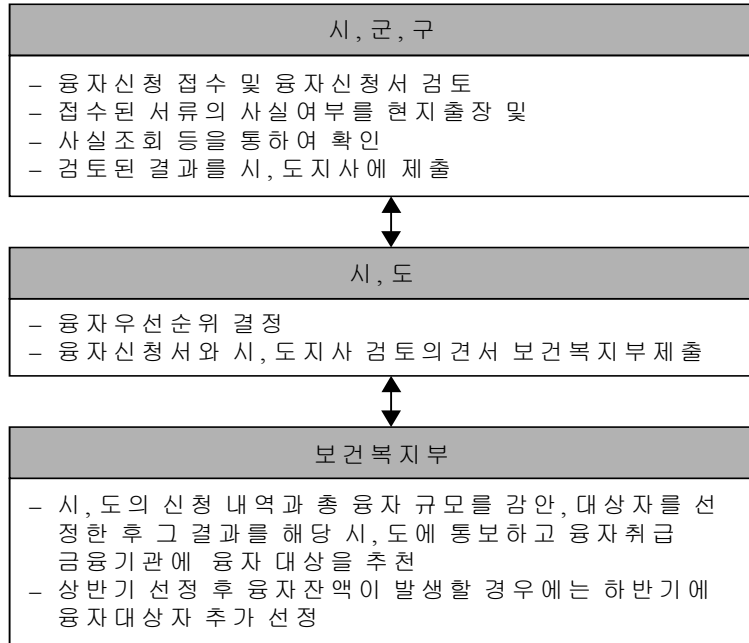 시,군,구
– 융자신청 접수 및 융자신청서 검토
– 접수된 서류의 사실여부를 현지출장 및
– 사실조회 등을 통하여 확인
– 검토된 결과를 시,도지사에 제출
시,도
– 융자우선순위 결정
– 융자신청서와 시,도지사 검토의견서 보건복지부제출
보건복지부
– 시,도의 신청 내역과 총 융자 규모를 감안,대상자를 선
정한 후 그 결과를 해당 시,도에 통보하고 융자취급
금융기관에 융자 대상을 추천
– 상반기 선정 후 융자잔액이 발생할 경우에는 하반기에
융자대상자 추가 선정